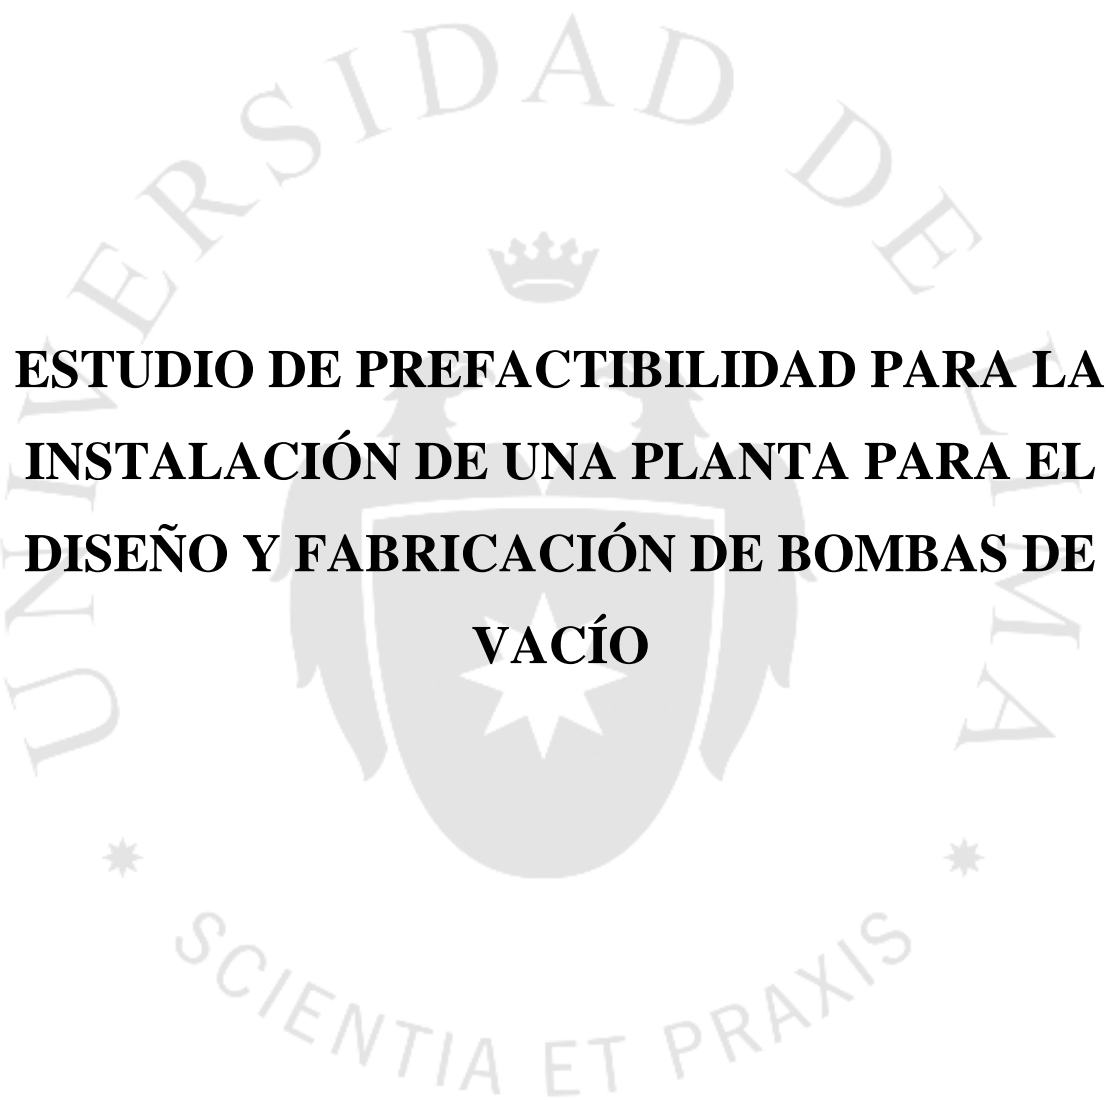 UNIVERSIDAD DE LIMA
ESTUDIO DE PREFACTIBILIDAD PARA LA
INSTALACIÓN DE UNA PLANTA PARA EL
DISEÑO Y FABRICACIÓN DE BOMBAS DE
VACÍO
SCIENTIA ET PRAXIS